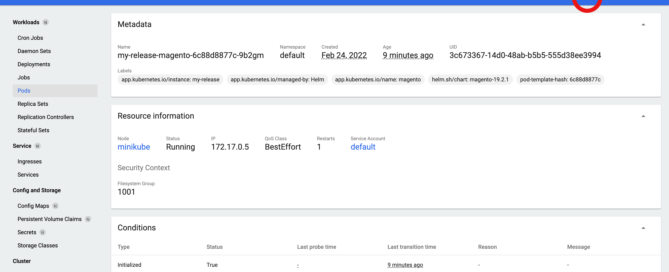 Workloads N
Cron Jobs
Daemon Sets
Deployments
Jobs
Pods
Replica Sets
Replication Controllers
Stateful Sets
Service N
Ingresses
Services
Config and Storage
Config Maps N
Persistent Volume Claims N
Secrets N
Storage Classes
Cluster
Metadata
Name Namespace Created Age UID
my-release-magento-6c88d8877c-9b2gm default Feb 24, 2022 9 minutes ago 3c673367-14d0-48ab-b5b5-555d38ee3994
Labels
app.kubernetes.io/instance: my-release app.kubernetes.io/managed-by: Helm app.kubernetes.io/name: magento helm.sh/chart: magento-19.2.1 pod-template-hash: 6c88d8877c
Resource information
Node Status IP QoS Class Restarts Service Account
minikube Running 172.17.0.5 BestEffort 1 default
Security Context
Filesystem Group
1001
Conditions
Type Status Last probe time Last transition time Reason Message
Initialized True - 9 minutes ago - -